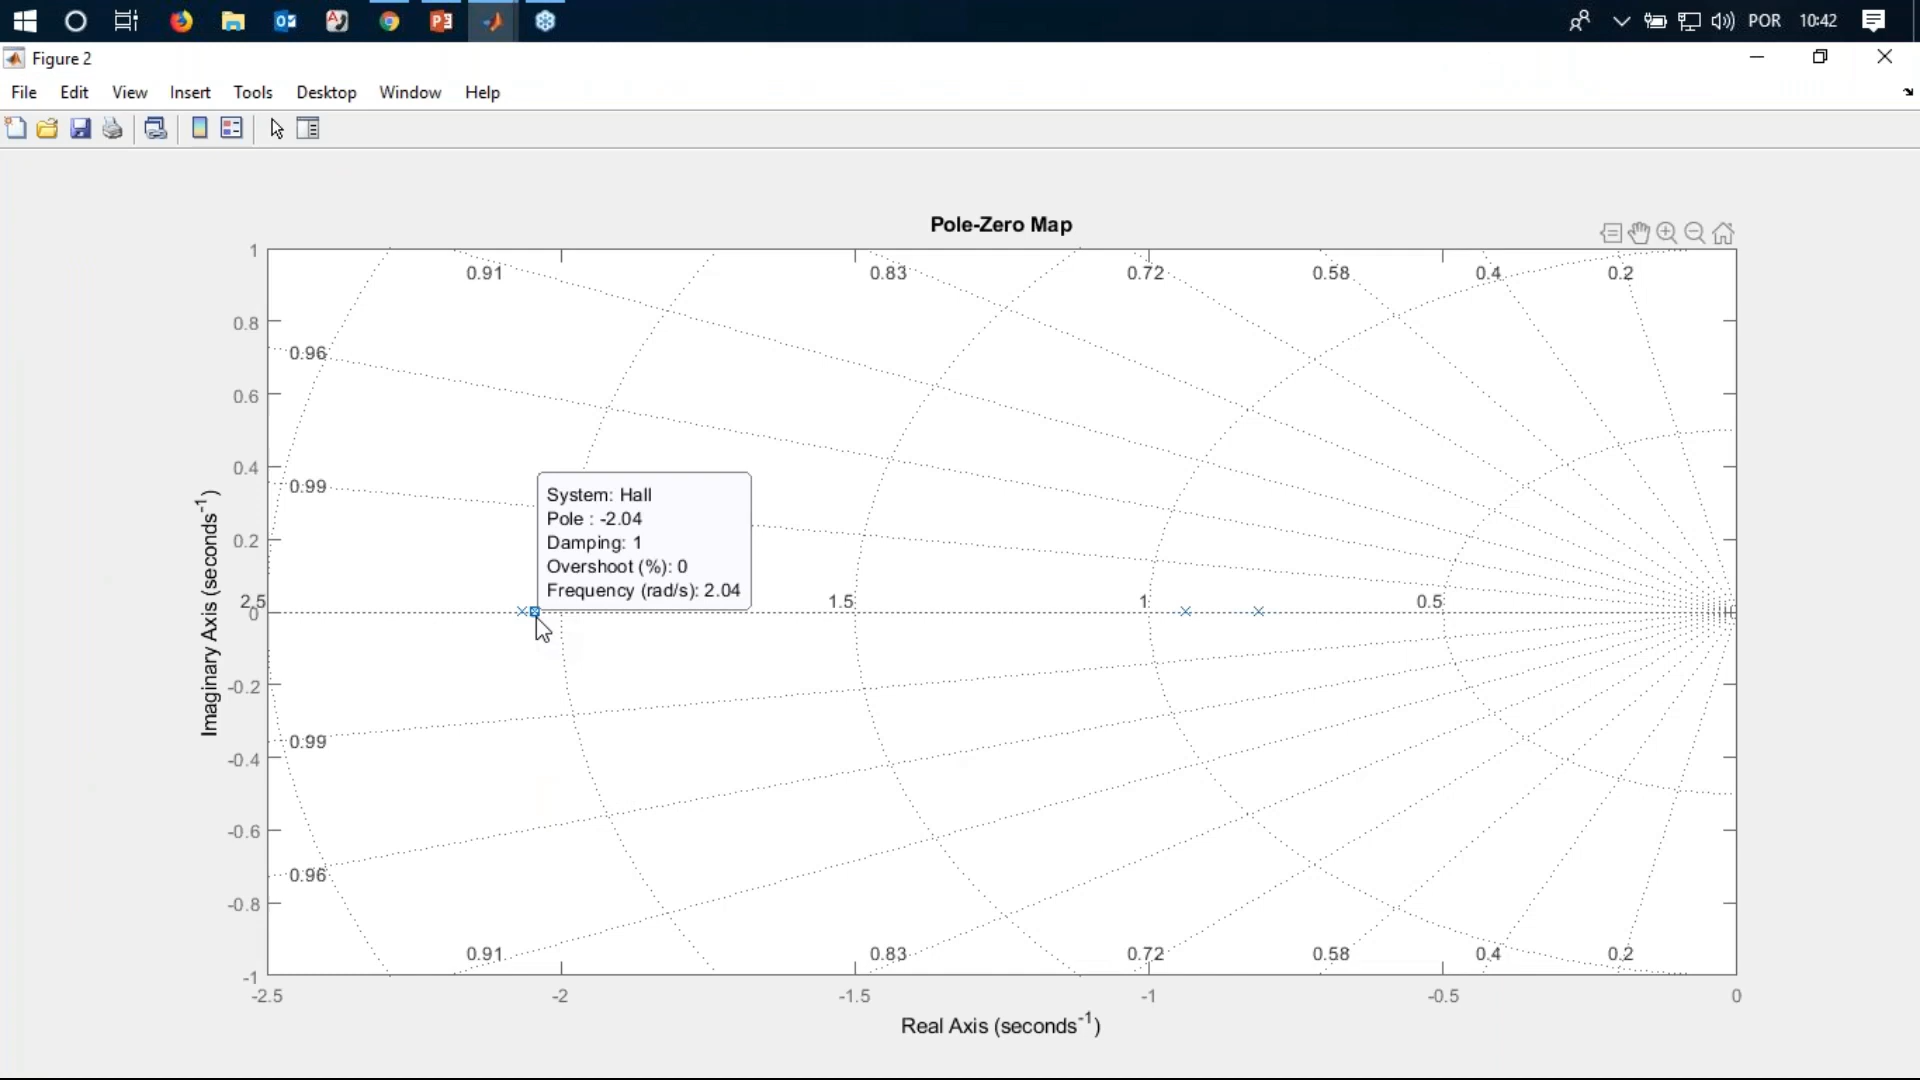 POR 10:42
Figure 2
File Edit View Insert Tools Desktop Window Help
Pole-Zero Map
1 0.91 0.83 0.72 0.58 0.4 0.2
0.8
0.96
0.6
0.4
0.99
System: Hall
Pole : -2.04
Damping: 1
Overshoot (%): 0
Frequency (rad/s): 2.04
0.2
2.5 1.5 1 0.5
0
Imaginary Axis (seconds⁻¹)
-0.2
0.99
-0.4
-0.6
0.96
-0.8
0.91 0.83 0.72 0.58 0.4 0.2
-1
-2.5 -2 -1.5 -1 -0.5 0
Real Axis (seconds⁻¹)